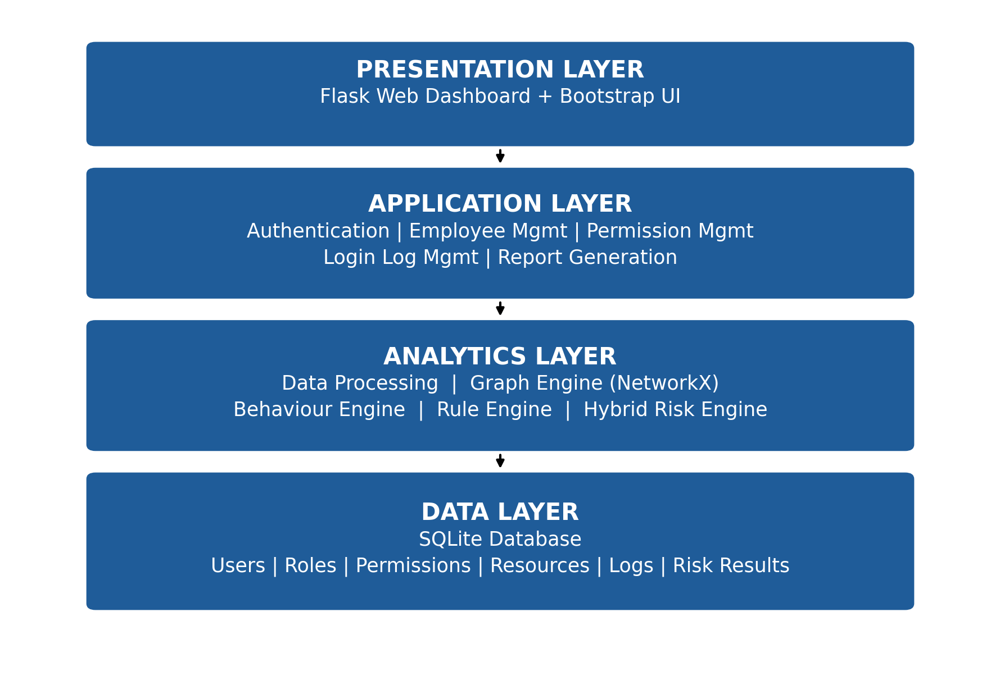 PRESENTATION LAYER
Flask Web Dashboard + Bootstrap UI
APPLICATION LAYER
Authentication | Employee Mgmt | Permission Mgmt
Login Log Mgmt | Report Generation
ANALYTICS LAYER
Data Processing  |  Graph Engine (NetworkX)
Behaviour Engine  |  Rule Engine  |  Hybrid Risk Engine
DATA LAYER
SQLite Database
Users | Roles | Permissions | Resources | Logs | Risk Results